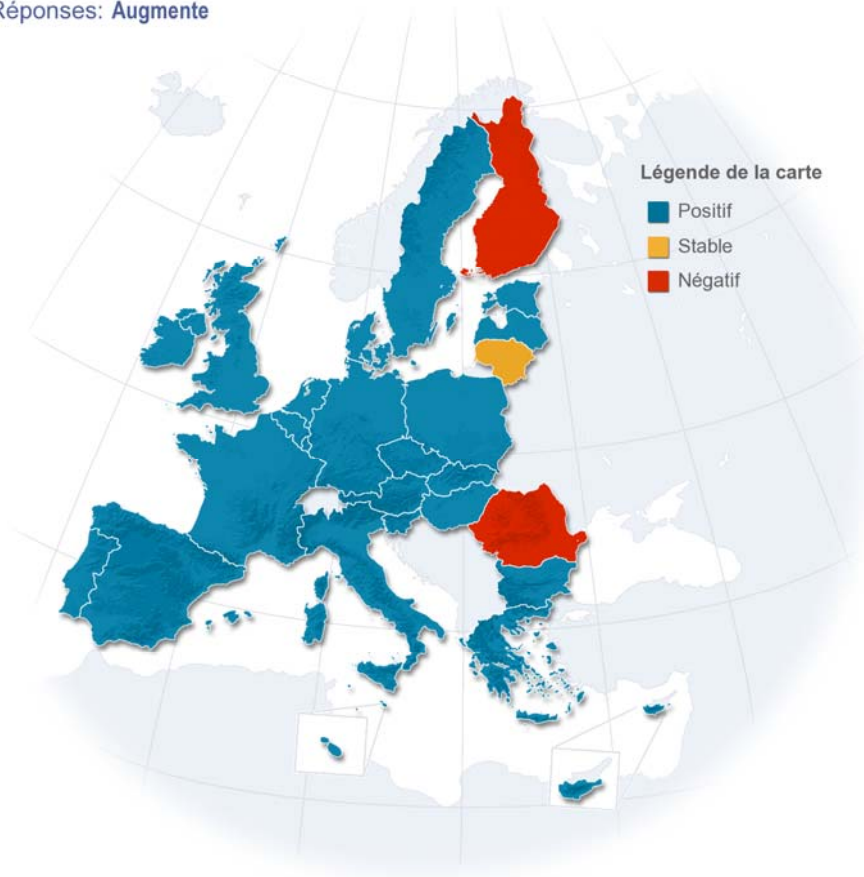 Réponses: Augmente
Légende de la carte
Positif
Stable
Négatif